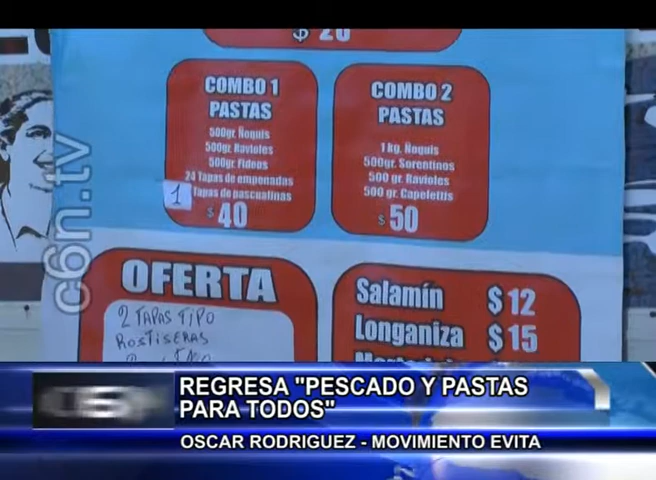 $ 20
COMBO 1
PASTAS
500gr. Ñoquis
500gr. Ravioles
500gr. Fideos
24 Tapas de empanadas
1 Tapas de pascualinas
$ 40
COMBO 2
PASTAS
1 kg. Ñoquis
500gr. Sorrentinos
500 gr. Ravioles
500 gr. Capelettis
$ 50
OFERTA
2 TAPAS TIPO
ROSTISERAS
Salamín $ 12
Longaniza $ 15
c6n.tv
REGRESA "PESCADO Y PASTAS
PARA TODOS"
OSCAR RODRIGUEZ - MOVIMIENTO EVITA